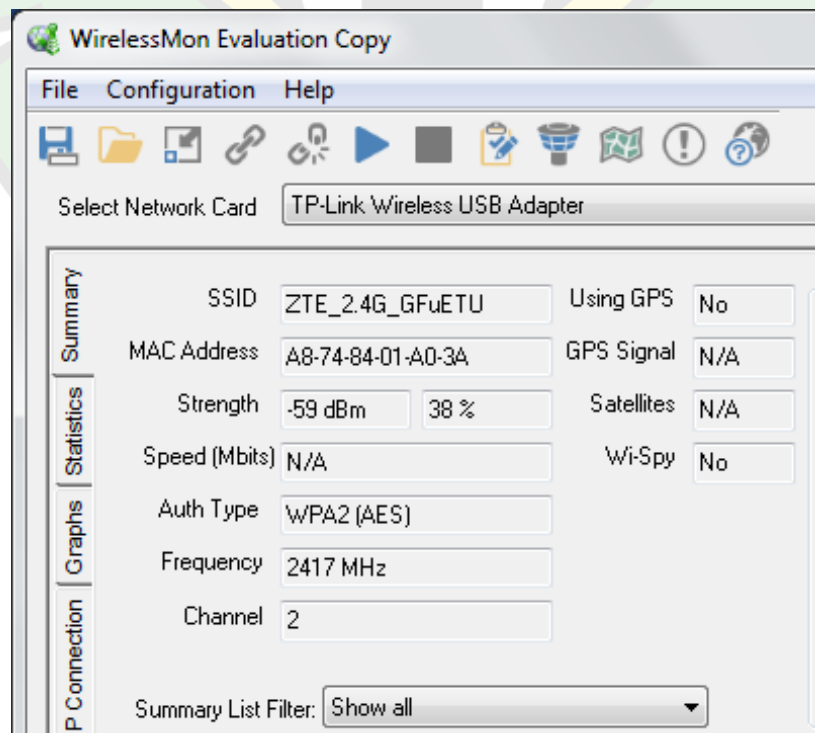 WirelessMon Evaluation Copy
File Configuration Help
Select Network Card TP-Link Wireless USB Adapter
Summary
Statistics
Graphs
P Connection
SSID ZTE_2.4G_GFuETU Using GPS No
MAC Address A8-74-84-01-A0-3A GPS Signal N/A
Strength -59 dBm 38 % Satellites N/A
Speed (Mbits) N/A Wi-Spy No
Auth Type WPA2 (AES)
Frequency 2417 MHz
Channel 2
Summary List Filter: Show all